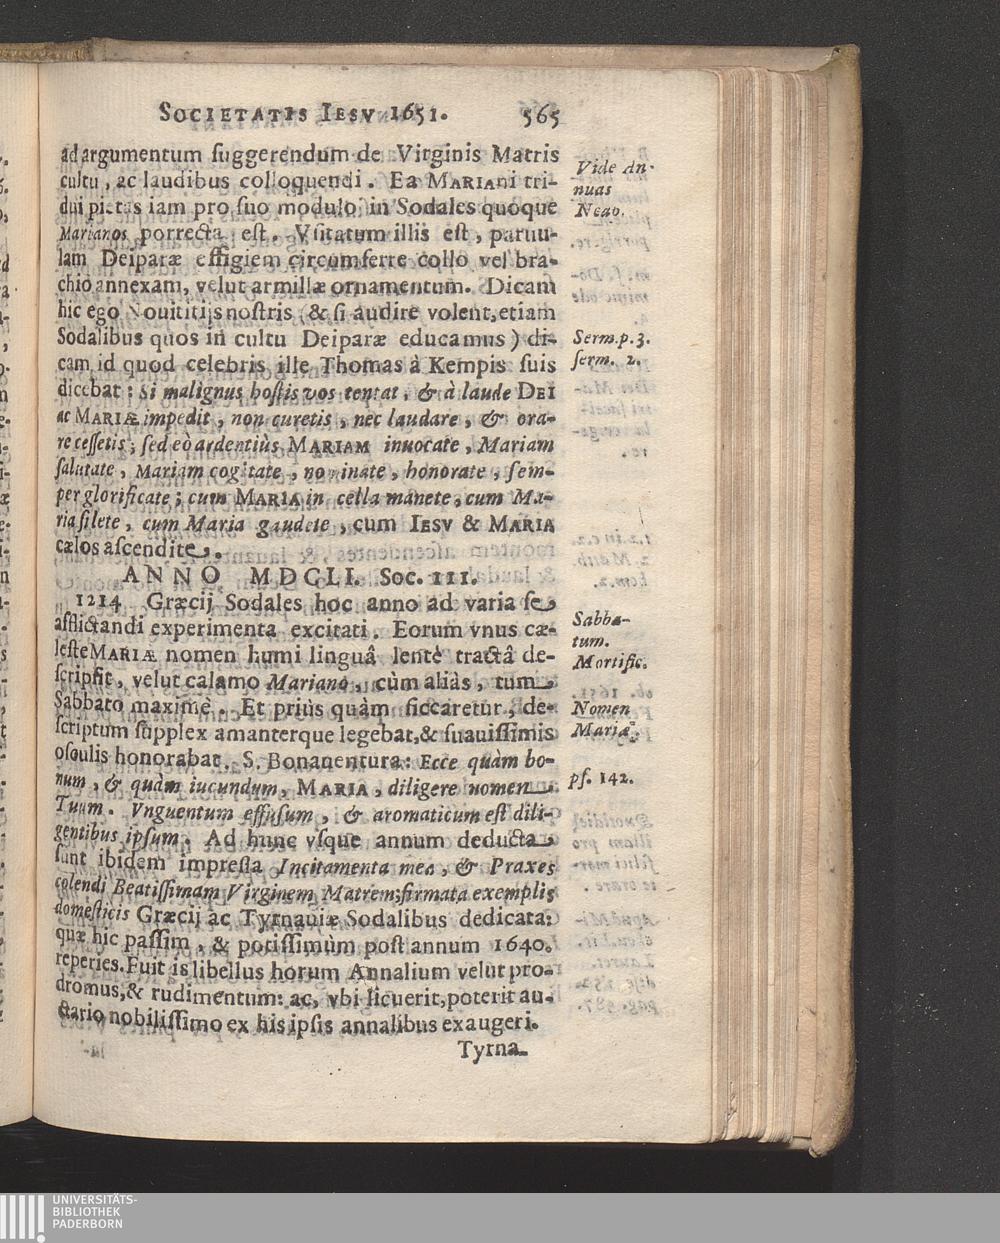 SOCIETATIS IESV 1651. 565
ad argumentum ſuggerendum de Virginis Matris
cultu, ac laudibus colloquendi. Ea MARIAni tri-
dui pietas iam pro ſuo modulo in Sodales quoque
Marianos porrecta eſt. Vſitatum illis eſt, paruu-
lam Deiparæ effigiem circumferre collo vel bra-
chio annexam, velut armillæ ornamentum. Dicam
hic ego Nouitijs noſtris (& ſi audire volent, etiam
Sodalibus quos in cultu Deiparæ educamus) di-
cam id quod celebris ille Thomas à Kempis ſuis
dicebat: Si malignus hoſtis vos tentat, & à laude DEI
ac MARIÆ impedit, non curetis, nec laudare, & ora-
re ceſſetis; ſed eò ardentiùs MARIAM inuocate, Mariam
ſalutate, Mariam cogitate, nominate, honorate, ſem-
per glorificate; cum MARIA in cella manete, cum Ma-
ria ſilete, cum Maria gaudete, cum IESV & MARIA
cælos aſcendite.
ANNO MDCLI. Soc. 111.
1214 Græcij Sodales hoc anno ad varia ſe
afflictandi experimenta excitati. Eorum vnus cæ-
leſte MARIÆ nomen humi linguâ lentè tractâ de-
ſcripſit, velut calamo Mariano, cùm aliàs, tum
Sabbato maximè. Et priùs quàm ſiccaretur, de-
ſcriptum ſupplex amanterque legebat, & ſuauiſſimis
oſculis honorabat. S. Bonauentura: Ecce quàm bo-
num, & quàm iucundum, MARIA, diligere nomen
Tuum. Vnguentum effuſum, & aromaticum eſt dili-
gentibus ipſum. Ad hunc vſque annum deducta
ſunt ibidem impreſſa Incitamenta mea, & Praxes
colendi Beatiſſimam Virginem Matrem; firmata exemplis
domeſticis Græcij ac Tyrnauiæ Sodalibus dedicata:
quæ hic paſſim, & potiſſimùm poſt annum 1640.
reperies. Fuit is libellus horum Annalium velut pro-
dromus, & rudimentum: ac, vbi licuerit, poterit au-
ctario nobiliſſimo ex his ipſis annalibus exaugeri.
Tyrna-
Vide An-
nuas
Neap.
Serm. p. 3.
ſerm. 2.
Sabba-
tum.
Mortific.
Nomen
Mariæ.
pſ. 142.
UNIVERSITÄTS-
BIBLIOTHEK
PADERBORN